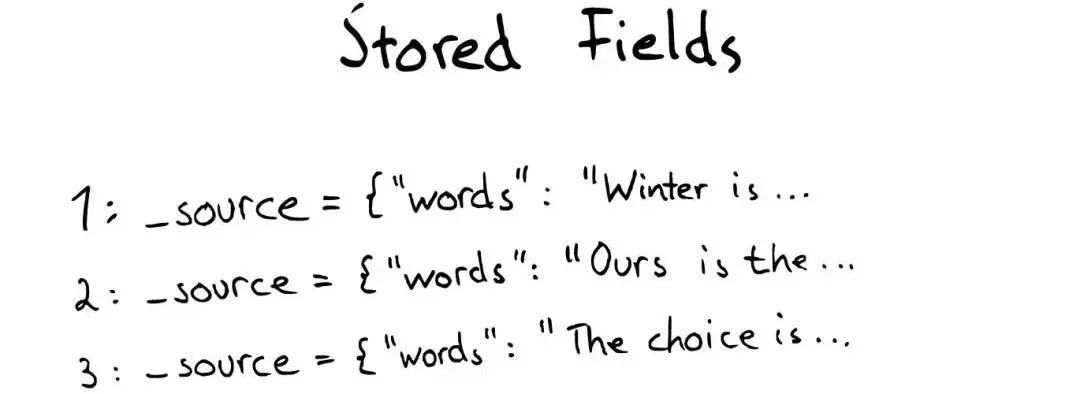 Stored Fields
1: _source = {"words": "Winter is ...
2: _source = {"words": "Ours is the ...
3: _source = {"words": "The choice is ...